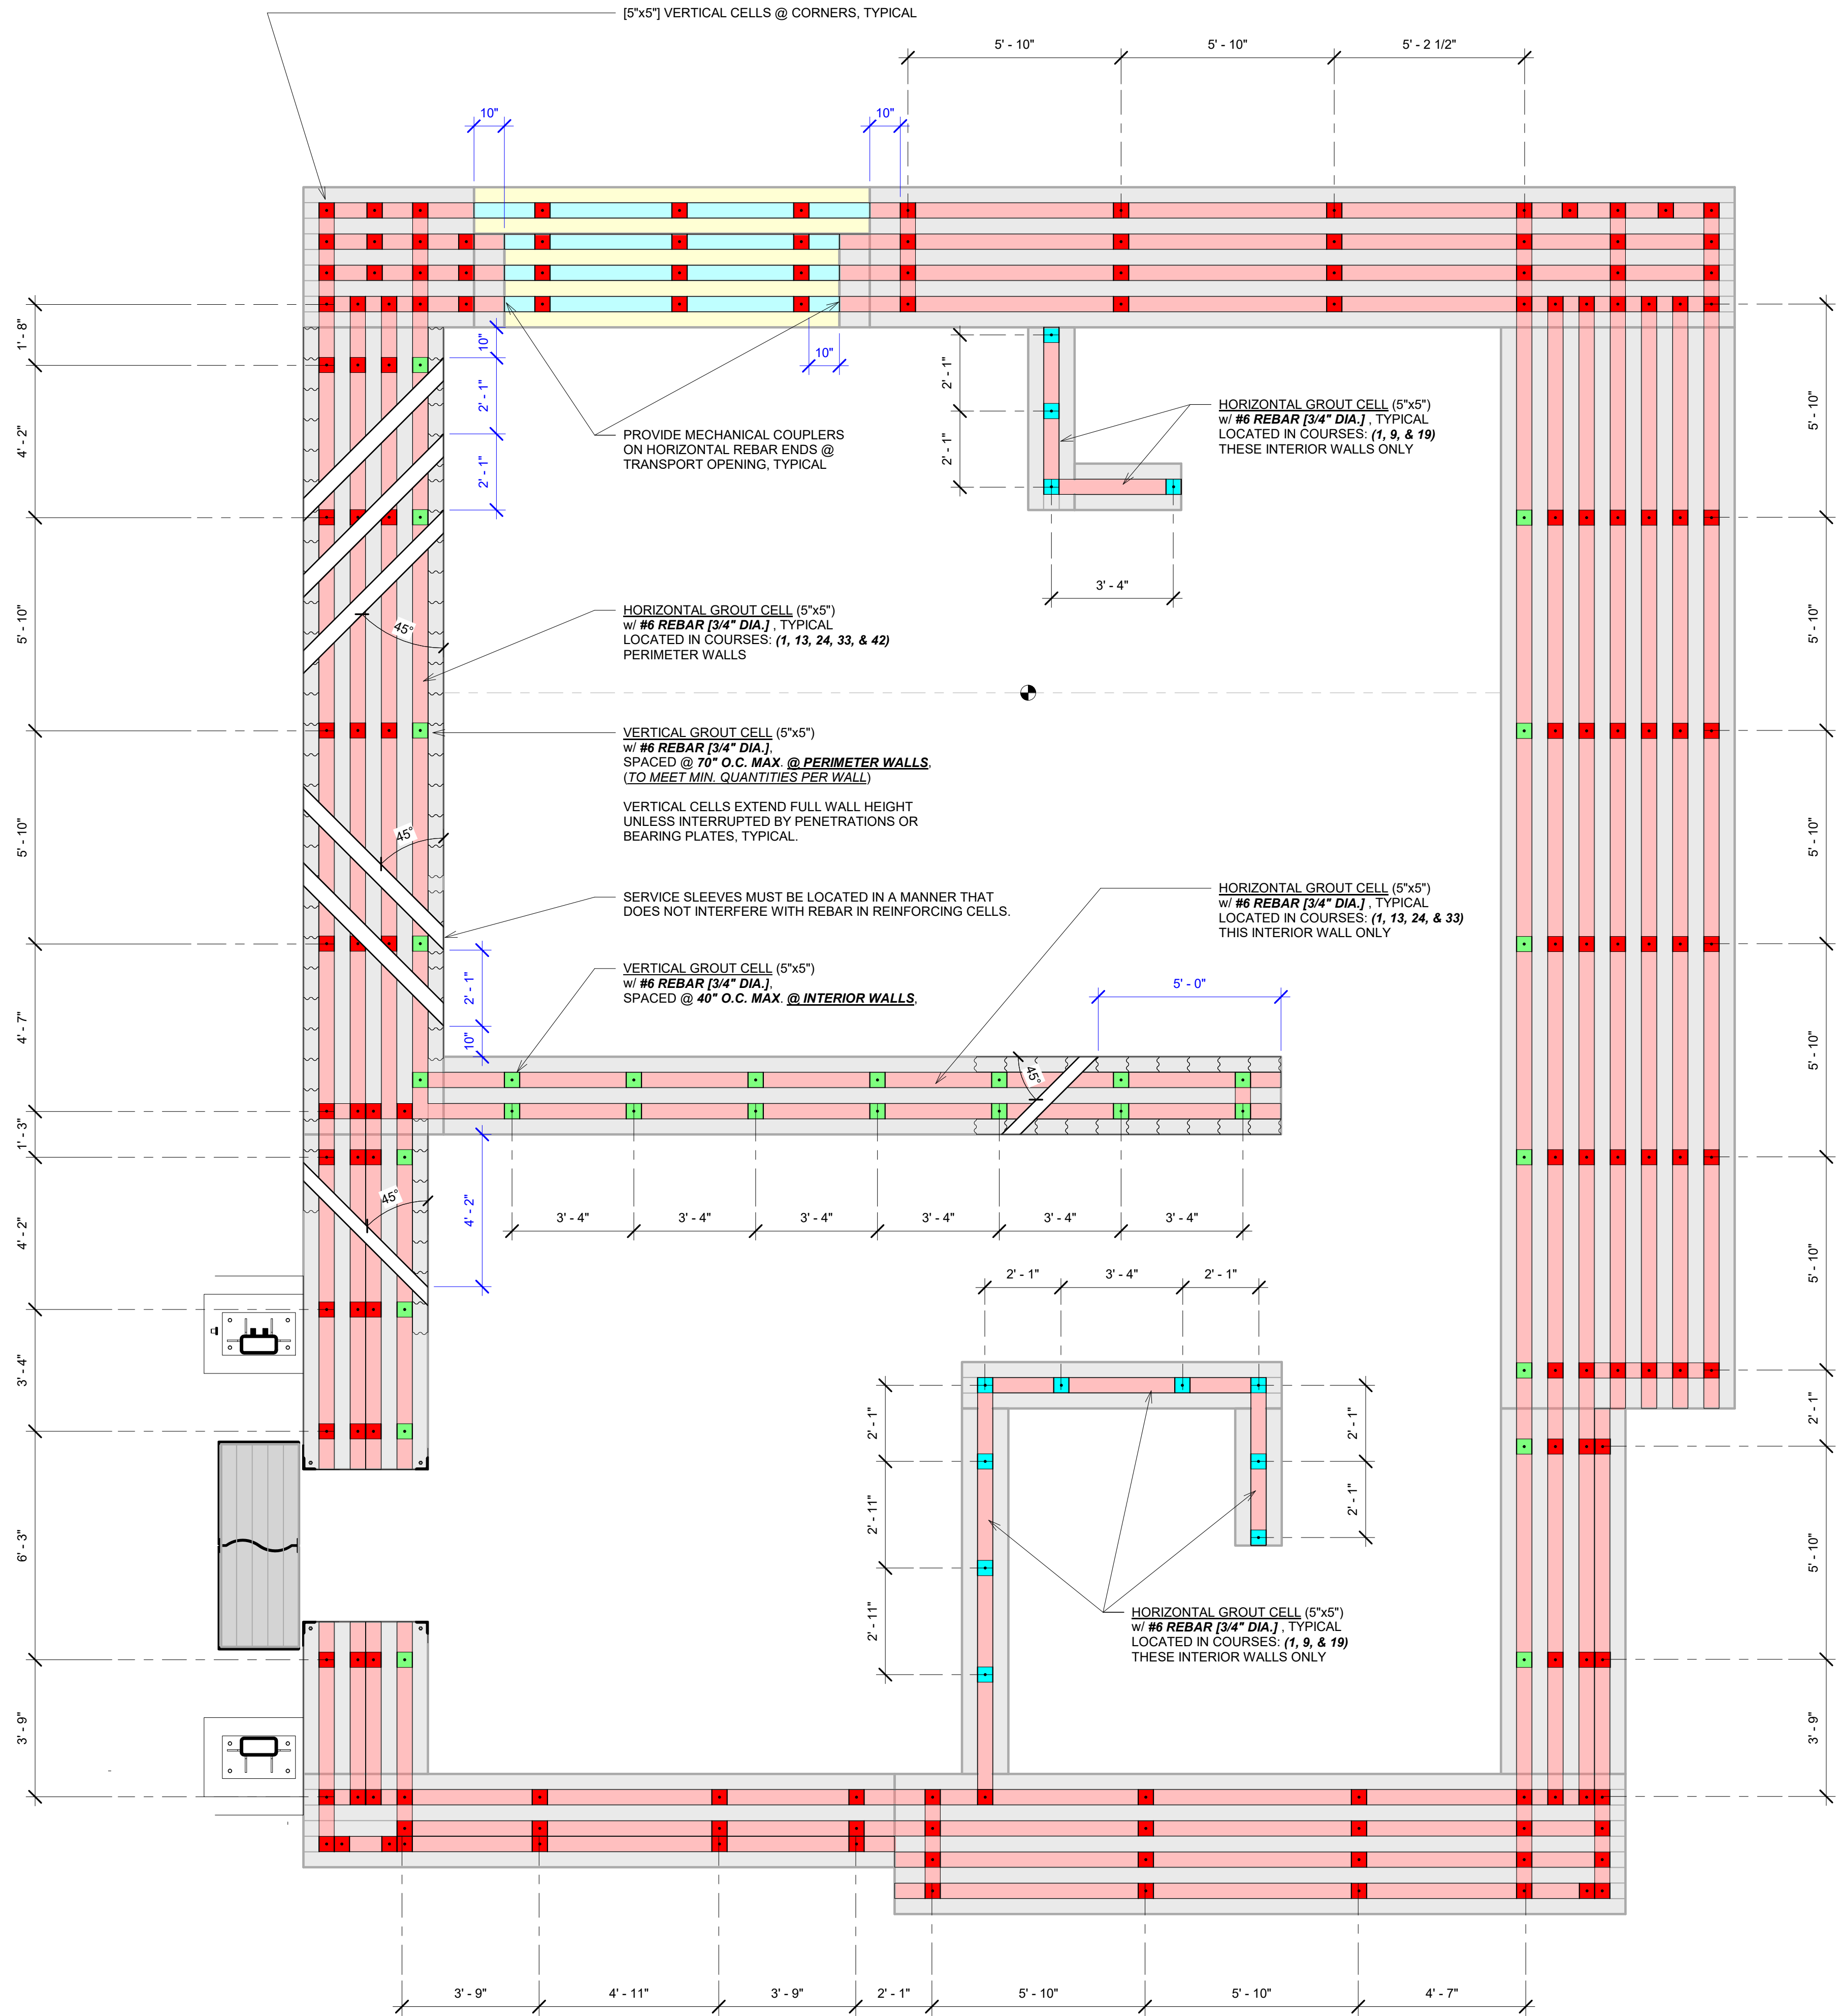 [5"x5"] VERTICAL CELLS @ CORNERS, TYPICAL
5' - 10"
5' - 10"
5' - 2 1/2"
10"
10"
1' - 8"
4' - 2"
5' - 10"
5' - 10"
4' - 7"
1' - 3"
4' - 2"
3' - 4"
6' - 3"
3' - 9"
10"
2' - 1"
2' - 1"
10"
PROVIDE MECHANICAL COUPLERS
ON HORIZONTAL REBAR ENDS @
TRANSPORT OPENING, TYPICAL
2' - 1"
2' - 1"
3' - 4"
HORIZONTAL GROUT CELL (5"x5")
w/ #6 REBAR [3/4" DIA.] , TYPICAL
LOCATED IN COURSES: (1, 9, & 19)
THESE INTERIOR WALLS ONLY
45°
HORIZONTAL GROUT CELL (5"x5")
w/ #6 REBAR [3/4" DIA.] , TYPICAL
LOCATED IN COURSES: (1, 13, 24, 33, & 42)
PERIMETER WALLS
VERTICAL GROUT CELL (5"x5")
w/ #6 REBAR [3/4" DIA.],
SPACED @ 70" O.C. MAX. @ PERIMETER WALLS,
(TO MEET MIN. QUANTITIES PER WALL)
VERTICAL CELLS EXTEND FULL WALL HEIGHT
UNLESS INTERRUPTED BY PENETRATIONS OR
BEARING PLATES, TYPICAL.
45°
SERVICE SLEEVES MUST BE LOCATED IN A MANNER THAT
DOES NOT INTERFERE WITH REBAR IN REINFORCING CELLS.
HORIZONTAL GROUT CELL (5"x5")
w/ #6 REBAR [3/4" DIA.] , TYPICAL
LOCATED IN COURSES: (1, 13, 24, & 33)
THIS INTERIOR WALL ONLY
VERTICAL GROUT CELL (5"x5")
w/ #6 REBAR [3/4" DIA.],
SPACED @ 40" O.C. MAX. @ INTERIOR WALLS,
2' - 1"
10"
5' - 0"
45°
45°
4' - 2"
3' - 4"
3' - 4"
3' - 4"
3' - 4"
3' - 4"
3' - 4"
2' - 1"
3' - 4"
2' - 1"
2' - 1"
2' - 11"
2' - 11"
2' - 1"
2' - 1"
HORIZONTAL GROUT CELL (5"x5")
w/ #6 REBAR [3/4" DIA.] , TYPICAL
LOCATED IN COURSES: (1, 9, & 19)
THESE INTERIOR WALLS ONLY
5' - 10"
5' - 10"
5' - 10"
5' - 10"
5' - 10"
2' - 1"
5' - 10"
3' - 9"
3' - 9"
4' - 11"
3' - 9"
2' - 1"
5' - 10"
5' - 10"
4' - 7"